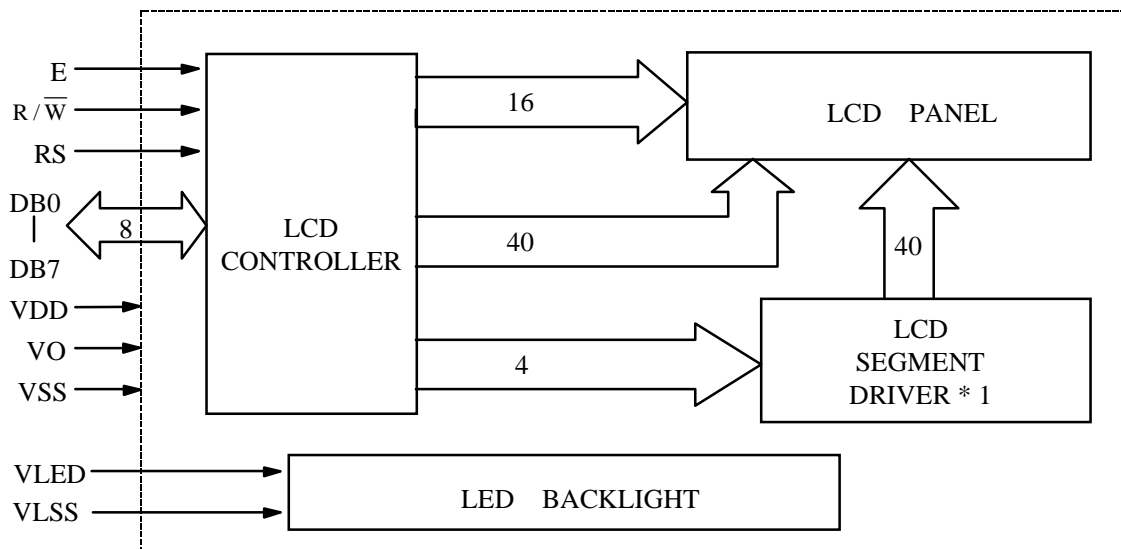 E
R / W̅
RS
DB0
DB7
8
VDD
VO
VSS
VLED
VLSS
LCD
CONTROLLER
16
40
4
LCD PANEL
40
LCD
SEGMENT
DRIVER * 1
LED BACKLIGHT